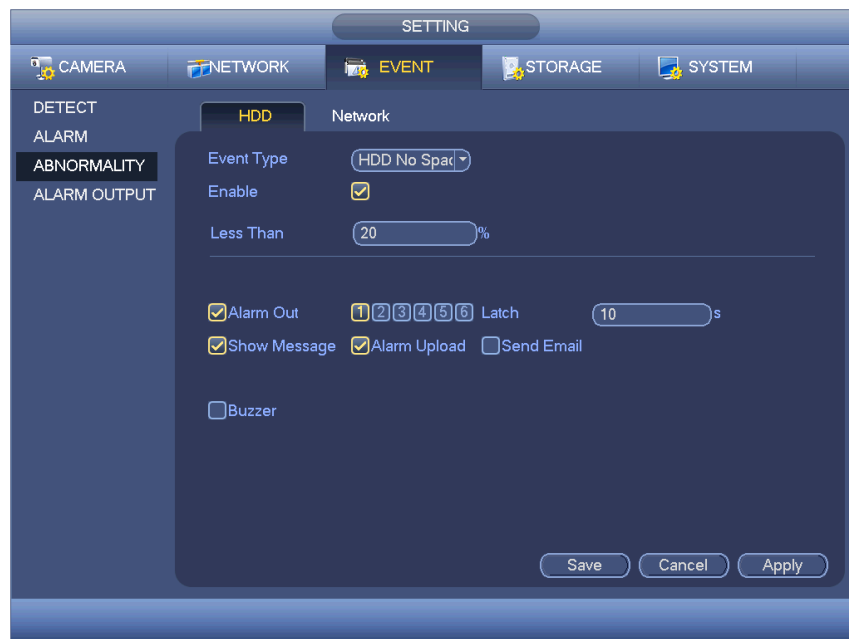 SETTING
CAMERA NETWORK EVENT STORAGE SYSTEM
DETECT
ALARM
ABNORMALITY
ALARM OUTPUT
HDD Network
Event Type HDD No Spac
Enable
Less Than 20 %
Alarm Out 1 2 3 4 5 6 Latch 10 s
Show Message Alarm Upload Send Email
Buzzer
Save Cancel Apply